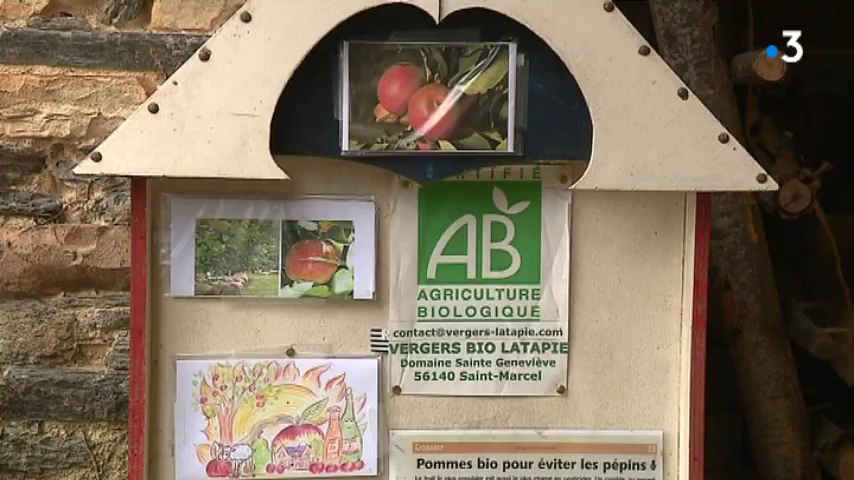 3
CERTIFIÉ
AB
AGRICULTURE
BIOLOGIQUE
contact@vergers-latapie.com
VERGERS BIO LATAPIE
Domaine Sainte Geneviève
56140 Saint-Marcel
Dossier
Pommes bio pour éviter les pépins